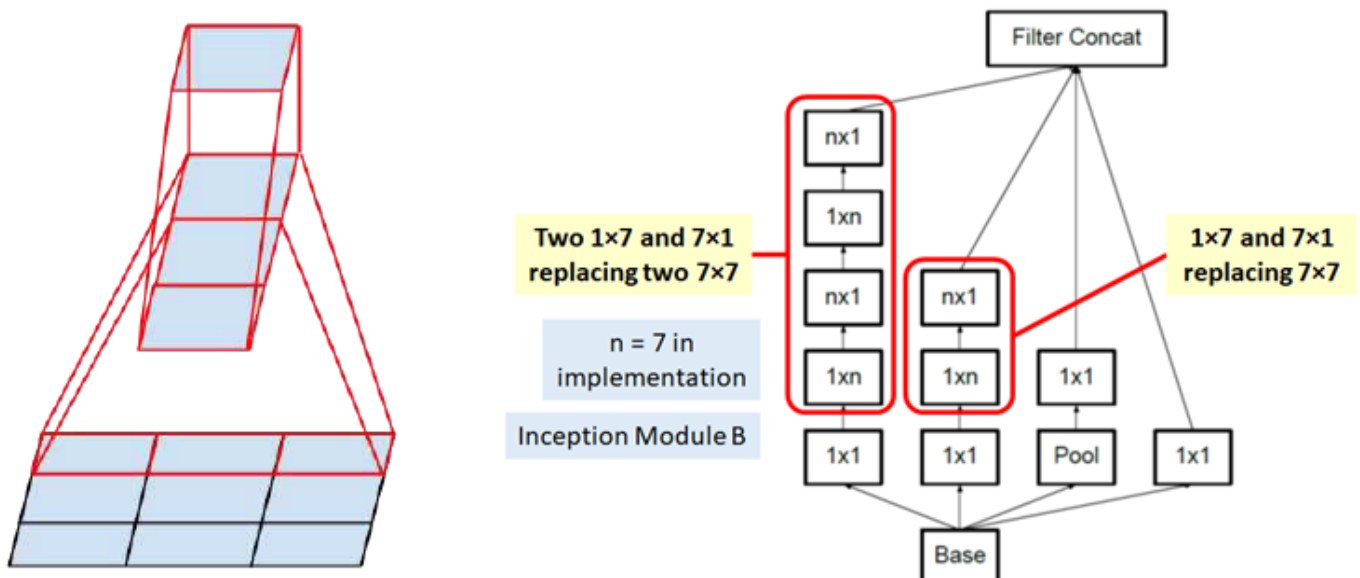 Filter Concat
nx1
1xn
Two 1×7 and 7×1
replacing two 7×7
1×7 and 7×1
replacing 7×7
nx1
nx1
n = 7 in
implementation
1xn
1xn
1x1
Inception Module B
1x1
1x1
Pool
1x1
Base